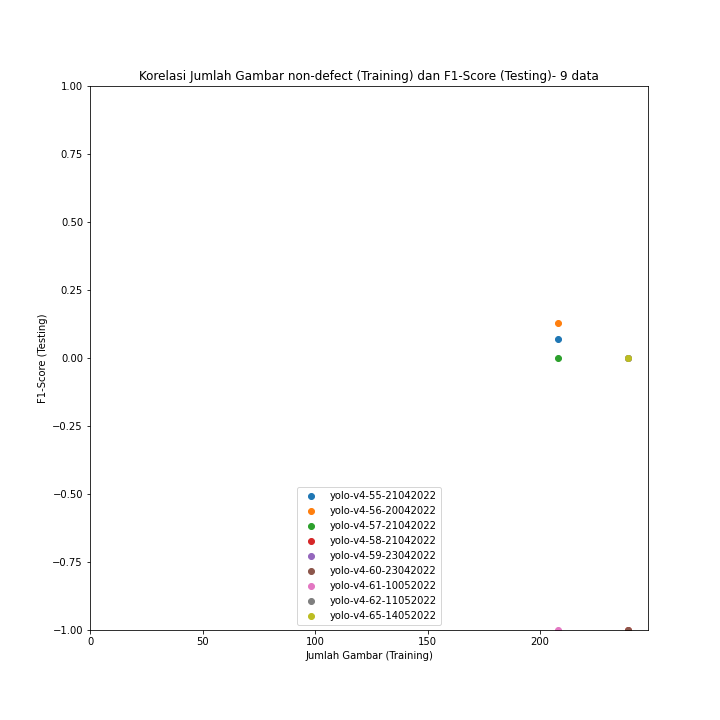 Korelasi Jumlah Gambar non-defect (Training) dan F1-Score (Testing)- 9 data
1.00
0.75
0.50
0.25
0.00
−0.25
−0.50
−0.75
−1.00
F1-Score (Testing)
yolo-v4-55-21042022
yolo-v4-56-20042022
yolo-v4-57-21042022
yolo-v4-58-21042022
yolo-v4-59-23042022
yolo-v4-60-23042022
yolo-v4-61-10052022
yolo-v4-62-11052022
yolo-v4-65-14052022
0 50 100 150 200
Jumlah Gambar (Training)